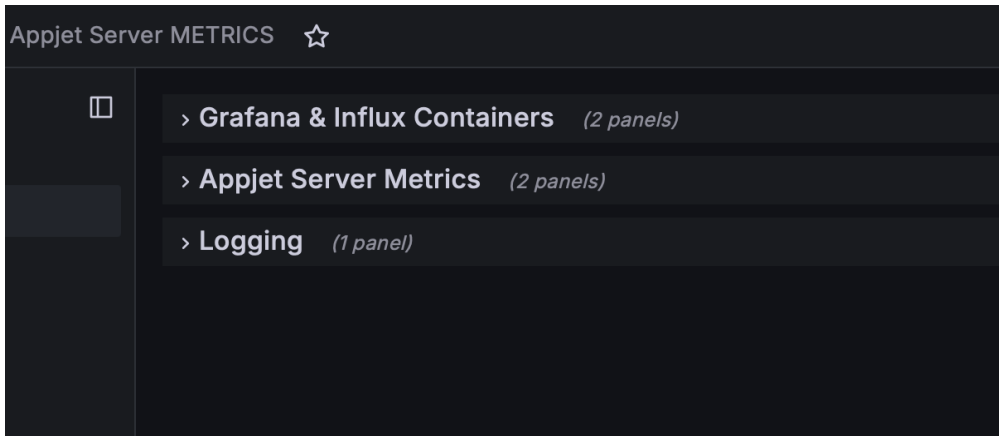 Appjet Server METRICS
Grafana & Influx Containers (2 panels)
Appjet Server Metrics (2 panels)
Logging (1 panel)